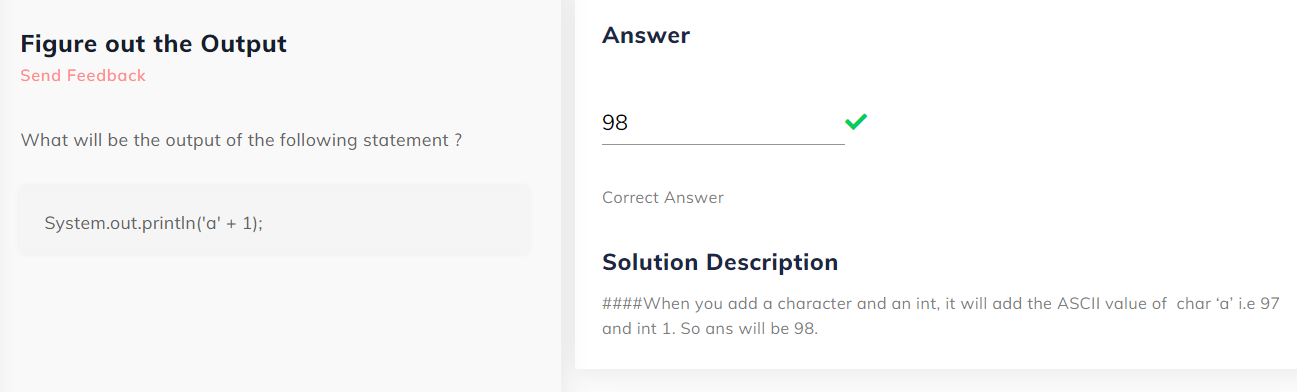 Figure out the Output
Send Feedback
What will be the output of the following statement ?
System.out.println('a' + 1);
Answer
98
Correct Answer
Solution Description
####When you add a character and an int, it will add the ASCII value of  char ‘a’ i.e 97
and int 1. So ans will be 98.